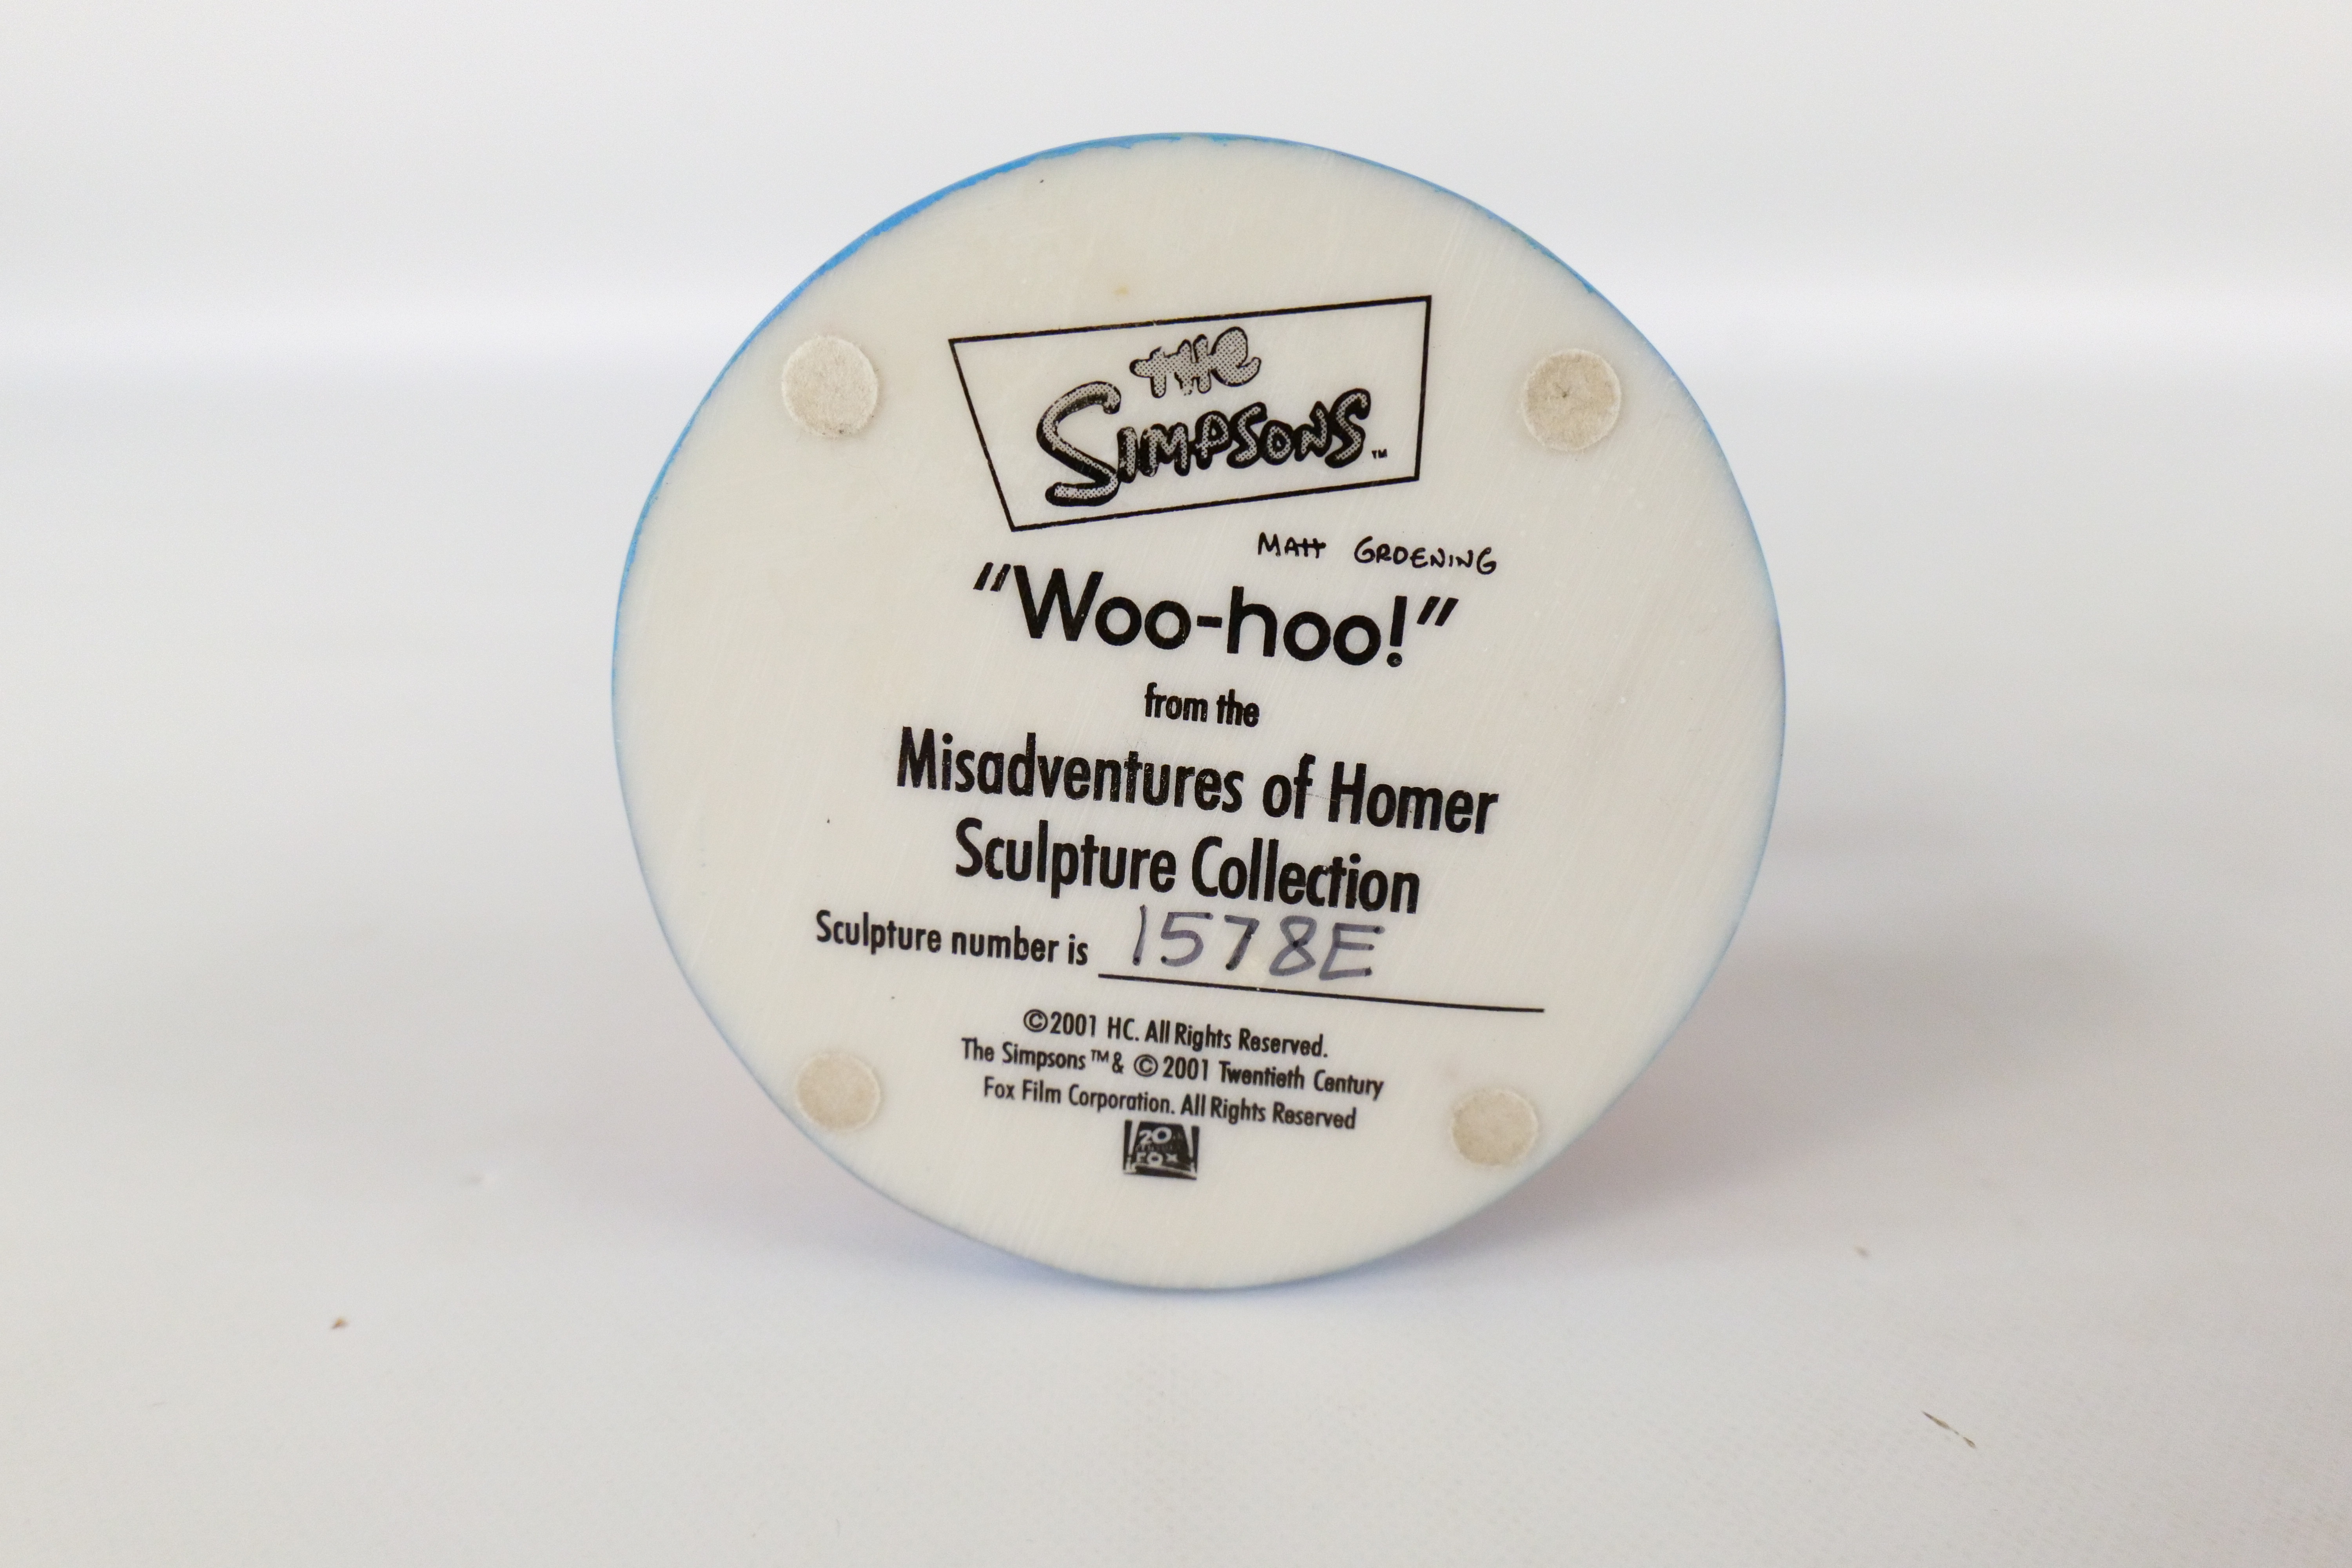 THE
SIMPSONS™
MATT GROENING
"Woo-hoo!"
from the
Misadventures of Homer
Sculpture Collection
Sculpture number is 1578E
©2001 HC. All Rights Reserved.
The Simpsons™& ©2001 Twentieth Century
Fox Film Corporation. All Rights Reserved
20
FOX